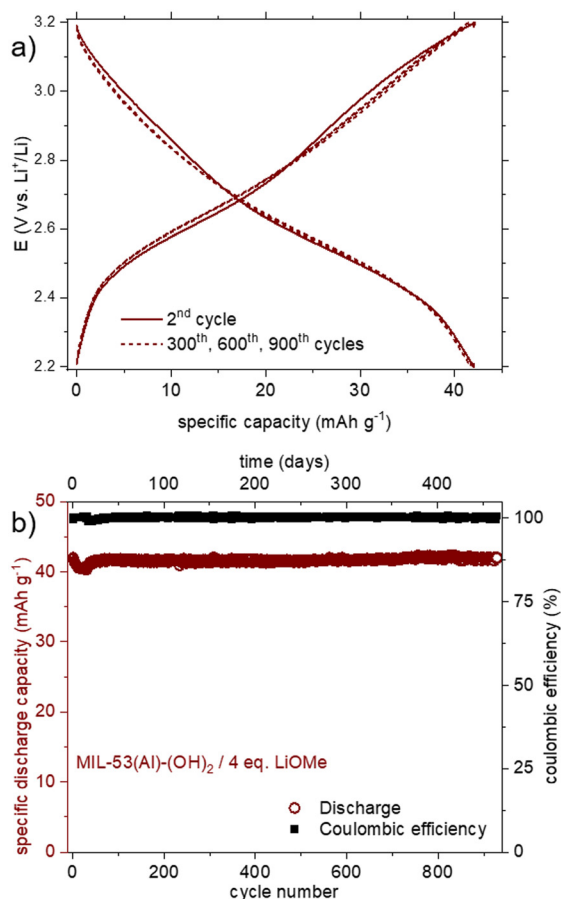 a)
3.2
3.0
2.8
2.6
2.4
2.2
E (V vs. Li⁺/Li)
2ⁿᵈ cycle
300ᵗʰ, 600ᵗʰ, 900ᵗʰ cycles
0 10 20 30 40
specific capacity (mAh g⁻¹)
time (days)
0 100 200 300 400
b)
50
40
30
20
10
0
specific discharge capacity (mAh g⁻¹)
100
75
50
25
0
coulombic efficiency (%)
MIL-53(Al)-(OH)₂ / 4 eq. LiOMe
Discharge
Coulombic efficiency
0 200 400 600 800
cycle number